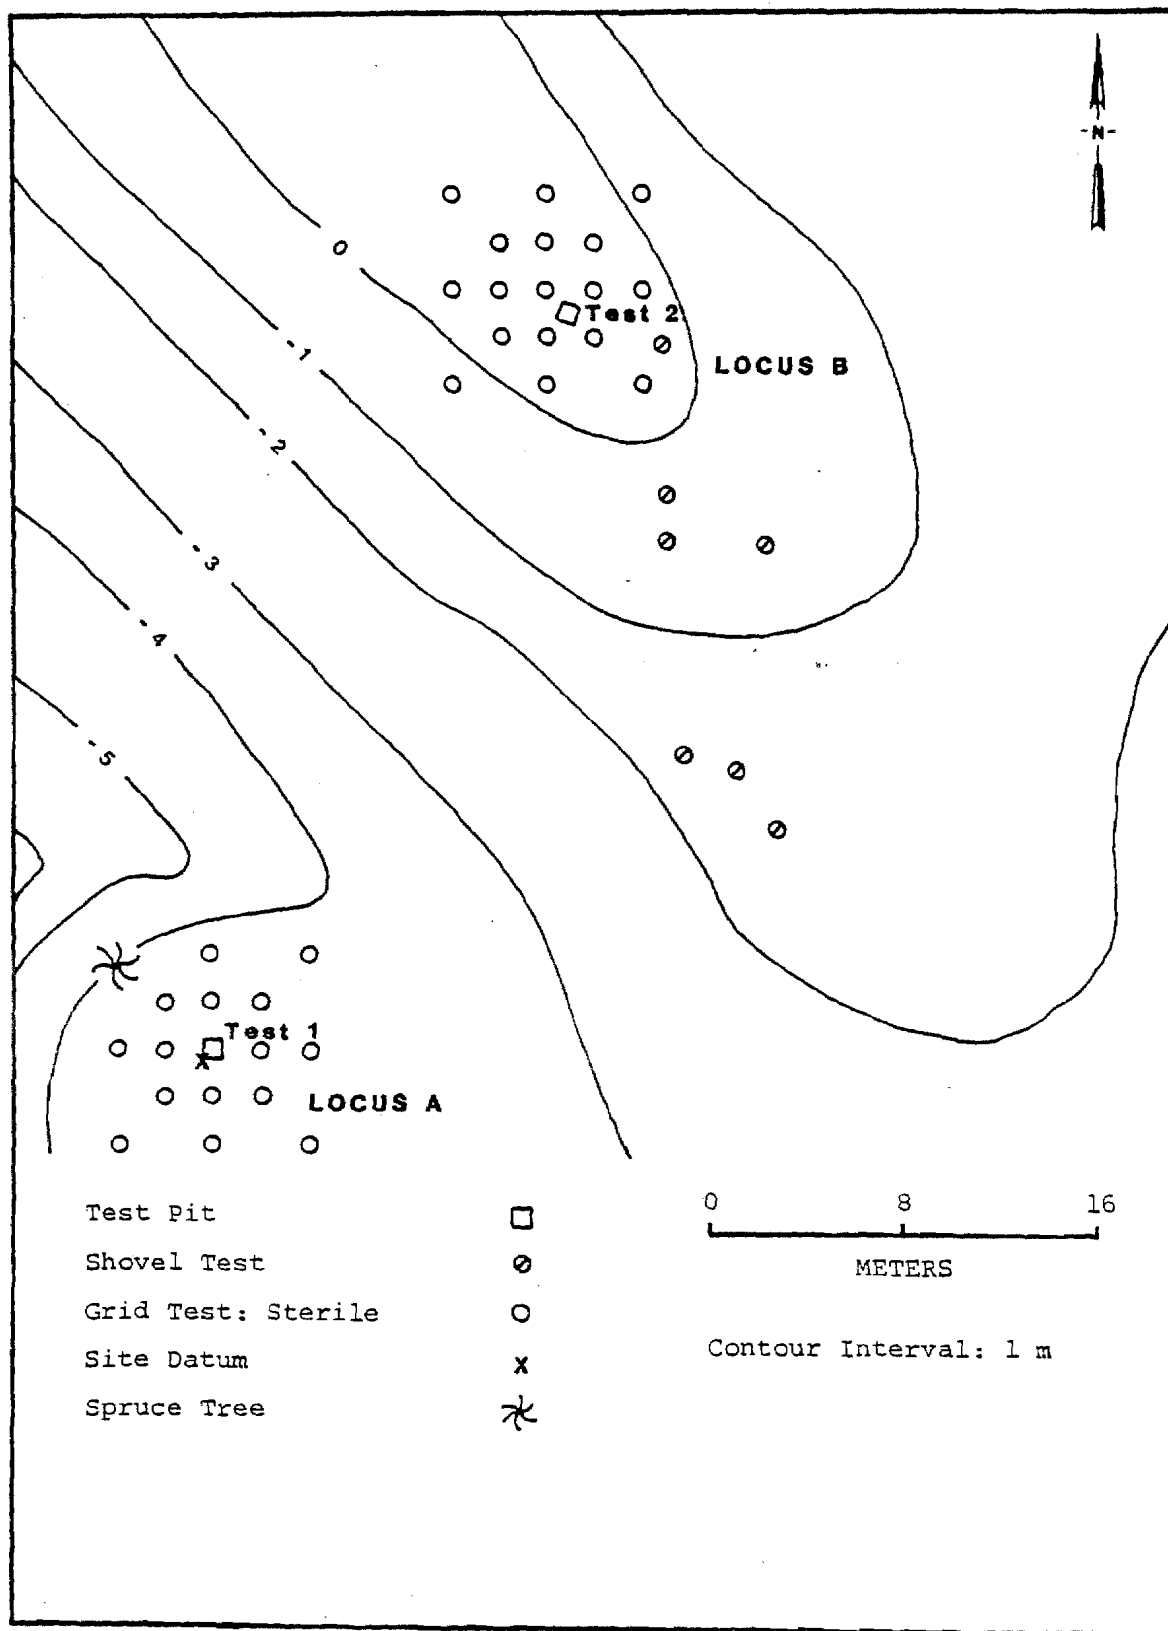 -N-
0
Test 2
-1
LOCUS B
-2
-3
-4
-5
Test 1
X
LOCUS A
Test Pit
Shovel Test
Grid Test: Sterile
Site Datum X
Spruce Tree
0 8 16
METERS
Contour Interval: 1 m